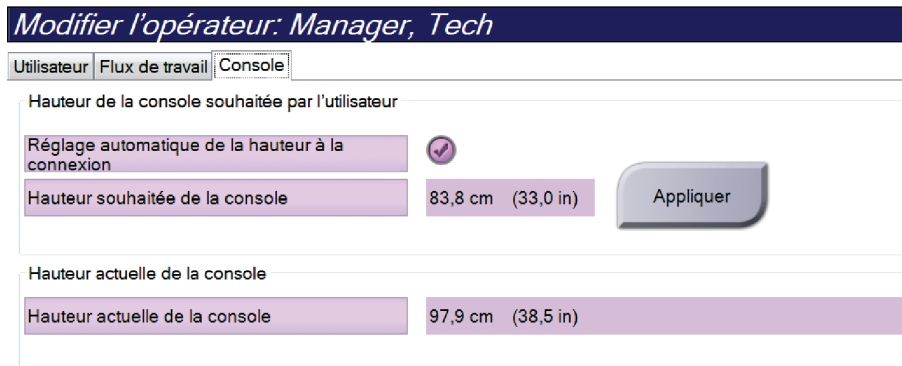 Modifier l'opérateur: Manager, Tech
Utilisateur Flux de travail Console
Hauteur de la console souhaitée par l'utilisateur
Réglage automatique de la hauteur à la
connexion
Hauteur souhaitée de la console 83,8 cm (33,0 in) Appliquer
Hauteur actuelle de la console
Hauteur actuelle de la console 97,9 cm (38,5 in)